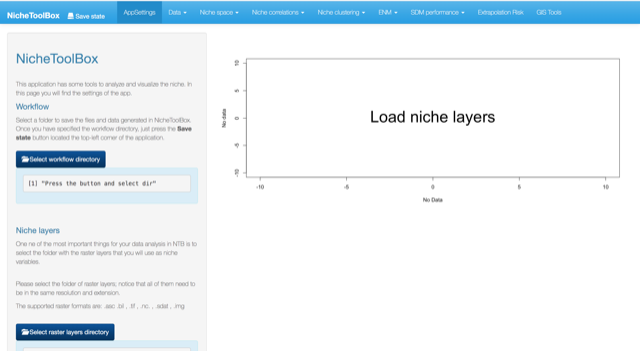 NicheToolBox Save state AppSettings Data Niche space Niche correlations Niche clustering ENM SDM performance Extrapolation Risk GIS Tools
NicheToolBox
This application has some tools to analyze and visualize the niche. In
this page you will find the settings of the app.
Workflow
Select a folder to save the files and data generated in NicheToolBox.
Once you have specified the workflow directory, just press the Save
state button located the top-left corner of the application.
Select workflow directory
[1] "Press the button and select dir"
Niche layers
One ne of the most important things for your data analysis in NTB is to
select the folder with the raster layers that you will use as niche
variables.
Please select the folder of raster layers; notice that all of them need to
be in the same resolution and extension.
The supported raster formats are: .asc .bil , .tif , .nc. , .sdat , .img
Select raster layers directory
No data
10
5
0
-5
-10
Load niche layers
-10 -5 0 5 10
No Data